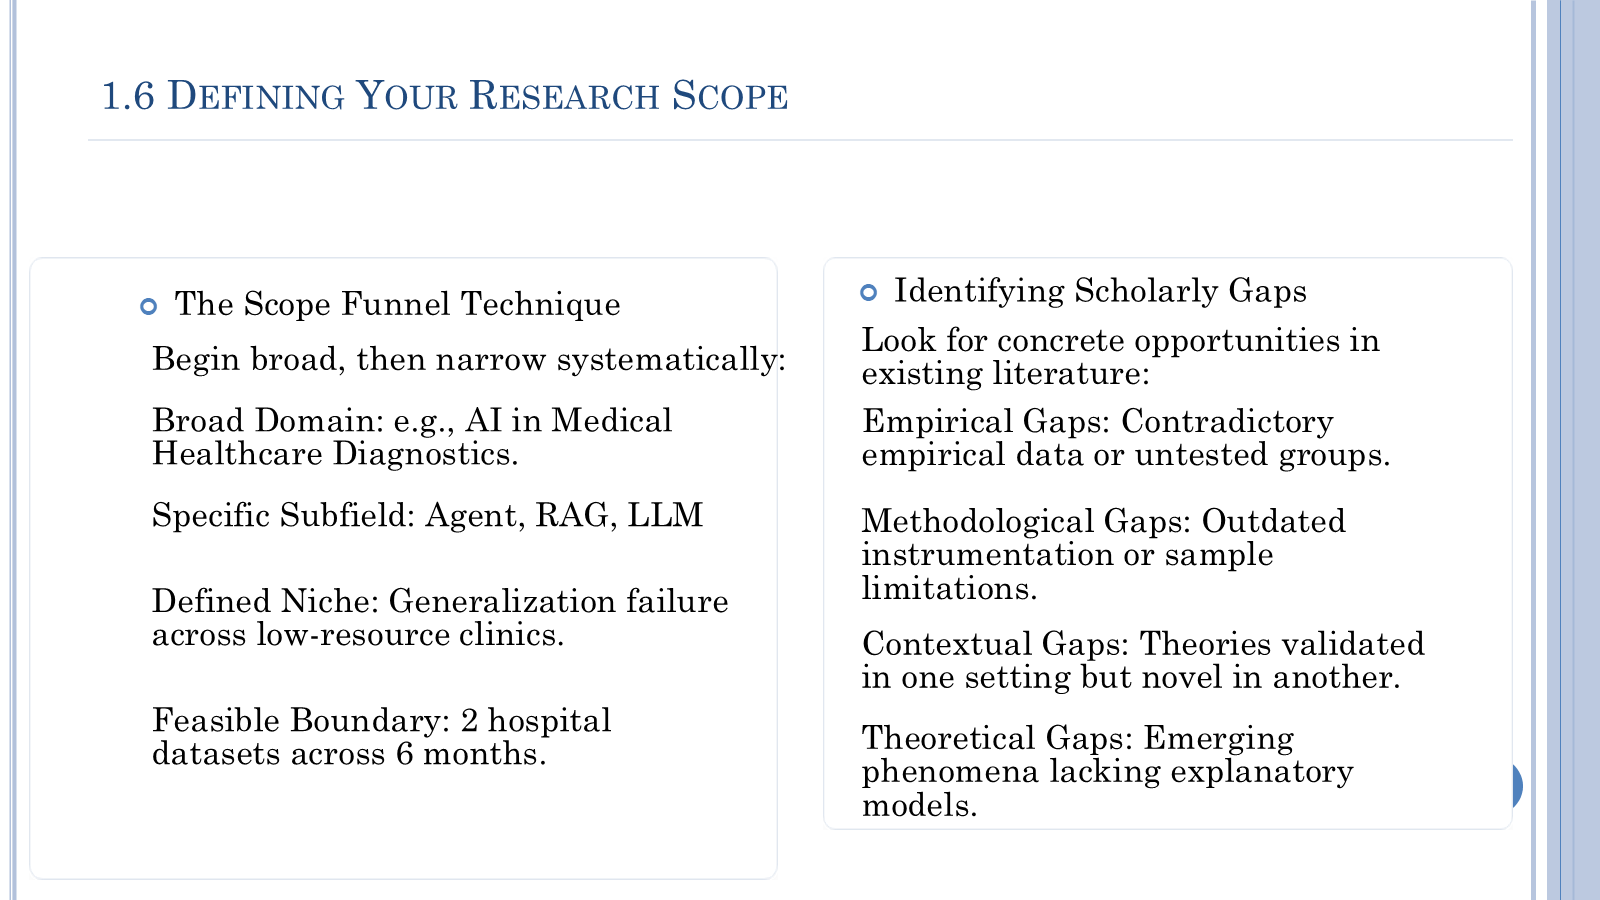 1.6 Defining Your Research Scope
The Scope Funnel Technique
Begin broad, then narrow systematically:
Broad Domain: e.g., AI in Medical
Healthcare Diagnostics.
Specific Subfield: Agent, RAG, LLM
Defined Niche: Generalization failure
across low-resource clinics.
Feasible Boundary: 2 hospital
datasets across 6 months.
Identifying Scholarly Gaps
Look for concrete opportunities in
existing literature:
Empirical Gaps: Contradictory
empirical data or untested groups.
Methodological Gaps: Outdated
instrumentation or sample
limitations.
Contextual Gaps: Theories validated
in one setting but novel in another.
Theoretical Gaps: Emerging
phenomena lacking explanatory
models.